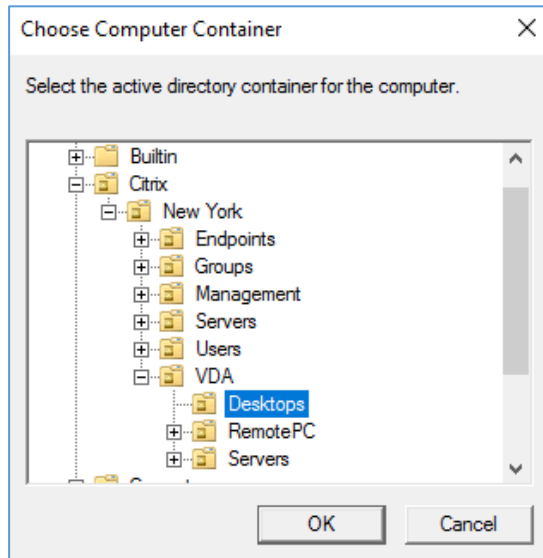 Choose Computer Container
Select the active directory container for the computer.
Builtin
Citrix
New York
Endpoints
Groups
Management
Servers
Users
VDA
Desktops
RemotePC
Servers
OK
Cancel